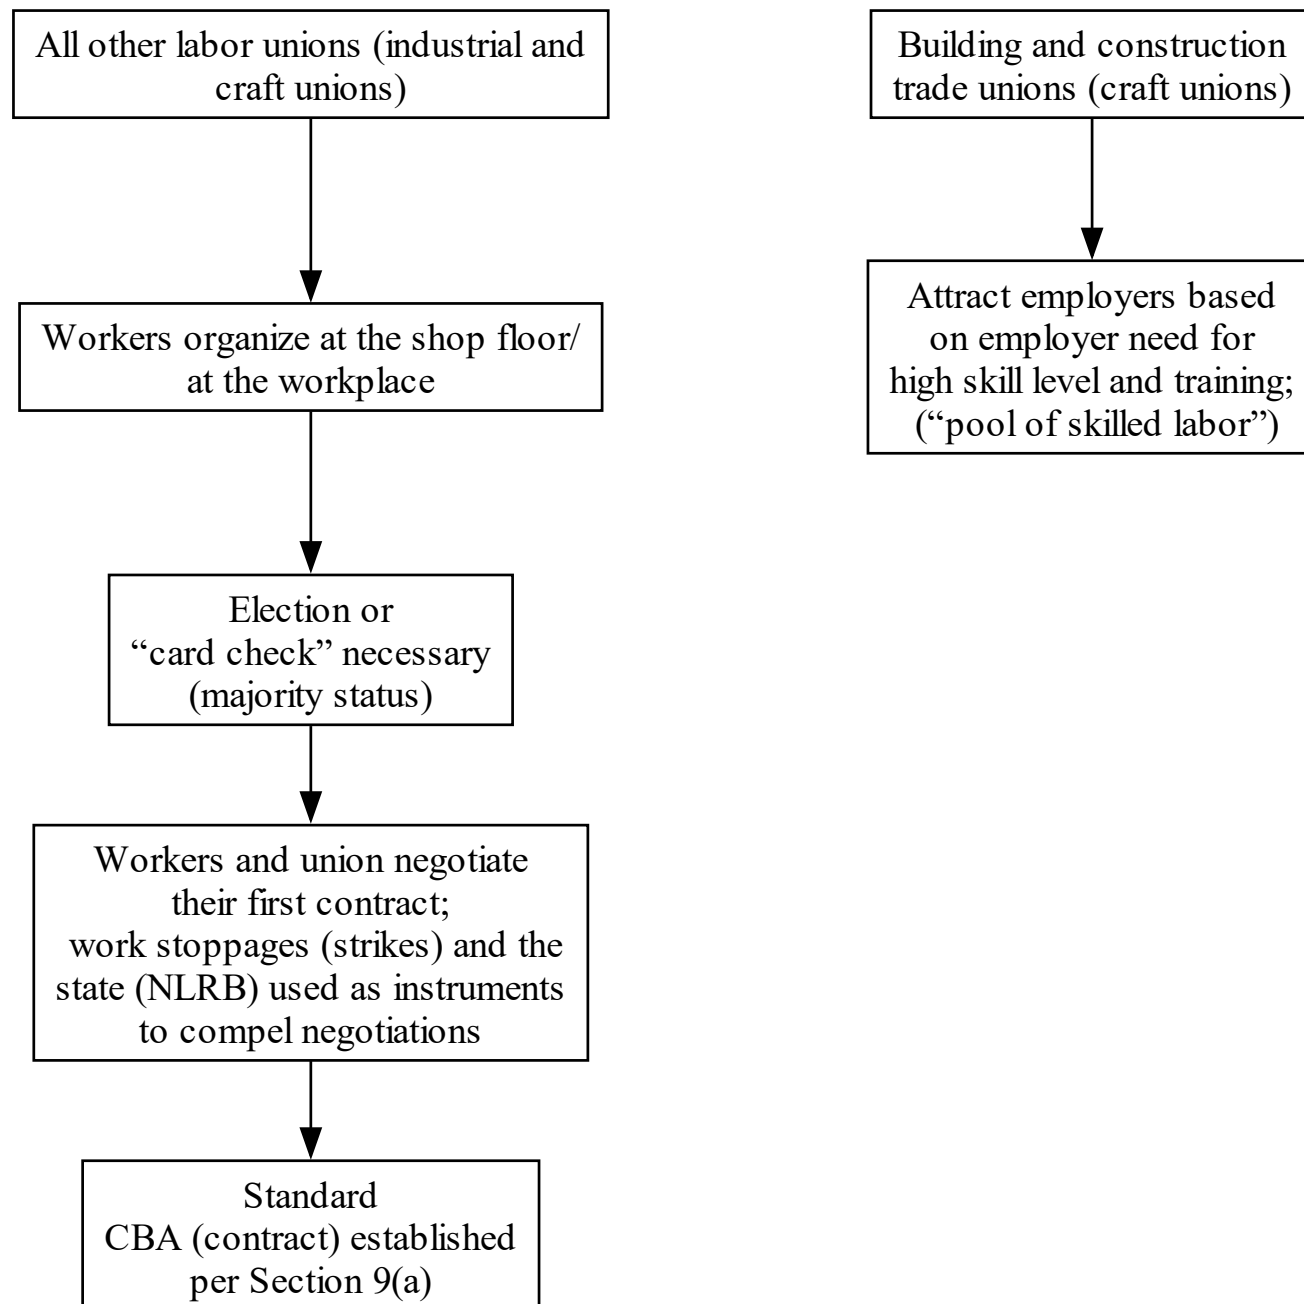 All other labor unions (industrial and
craft unions)
Workers organize at the shop floor/
at the workplace
Election or
“card check” necessary
(majority status)
Workers and union negotiate
their first contract;
work stoppages (strikes) and the
state (NLRB) used as instruments
to compel negotiations
Standard
CBA (contract) established
per Section 9(a)
Building and construction
trade unions (craft unions)
Attract employers based
on employer need for
high skill level and training;
(“pool of skilled labor”)